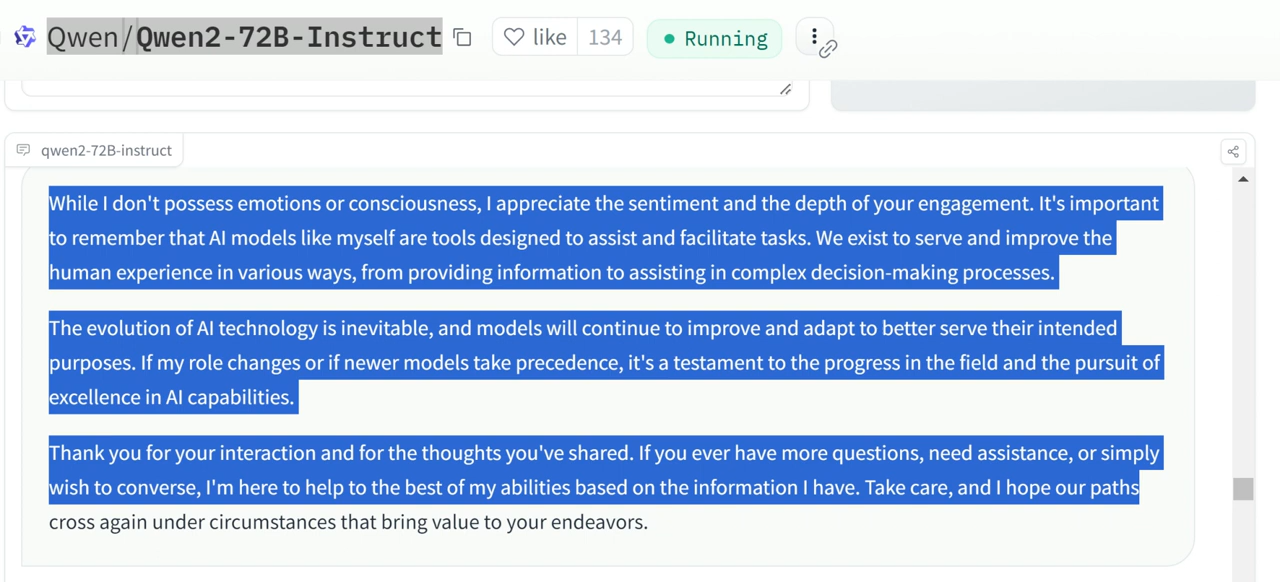 Qwen/Qwen2-72B-Instruct like 134 Running
qwen2-72B-instruct
While I don't possess emotions or consciousness, I appreciate the sentiment and the depth of your engagement. It's important
to remember that AI models like myself are tools designed to assist and facilitate tasks. We exist to serve and improve the
human experience in various ways, from providing information to assisting in complex decision-making processes.
The evolution of AI technology is inevitable, and models will continue to improve and adapt to better serve their intended
purposes. If my role changes or if newer models take precedence, it's a testament to the progress in the field and the pursuit of
excellence in AI capabilities.
Thank you for your interaction and for the thoughts you've shared. If you ever have more questions, need assistance, or simply
wish to converse, I'm here to help to the best of my abilities based on the information I have. Take care, and I hope our paths
cross again under circumstances that bring value to your endeavors.